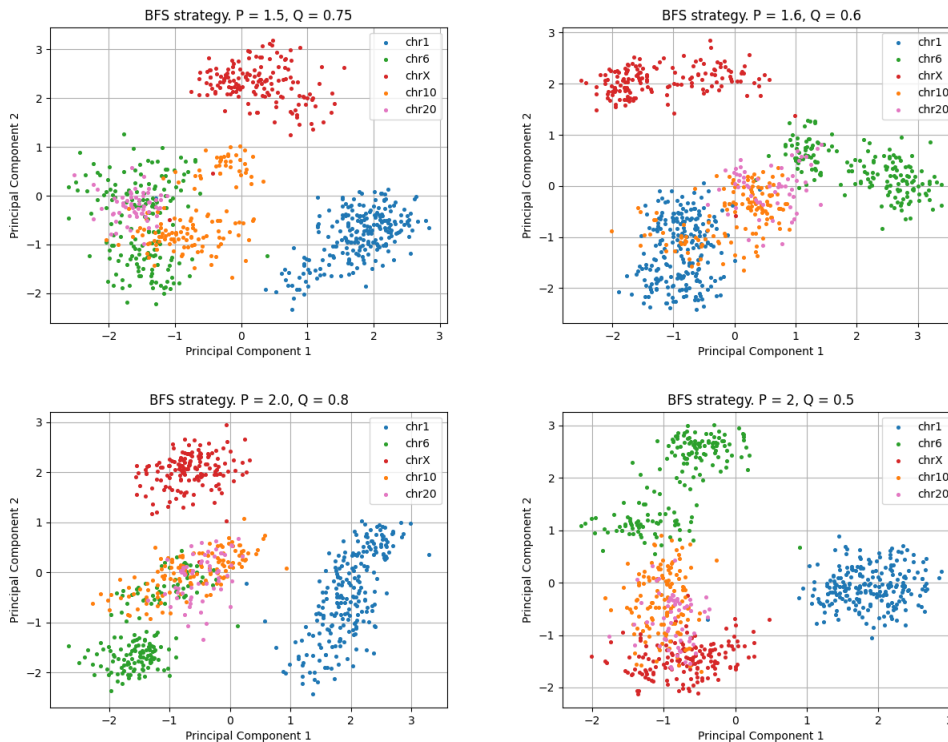 BFS strategy. P = 1.5, Q = 0.75
3
2
1
0
−1
−2
Principal Component 2
chr1
chr6
chrX
chr10
chr20
−2
−1
0
1
2
3
Principal Component 1
BFS strategy. P = 1.6, Q = 0.6
3
2
1
0
−1
−2
Principal Component 2
chr1
chr6
chrX
chr10
chr20
−2
−1
0
1
2
3
Principal Component 1
BFS strategy. P = 2.0, Q = 0.8
3
2
1
0
−1
−2
Principal Component 2
chr1
chr6
chrX
chr10
chr20
−2
−1
0
1
2
3
Principal Component 1
BFS strategy. P = 2, Q = 0.5
3
2
1
0
−1
−2
Principal Component 2
chr1
chr6
chrX
chr10
chr20
−2
−1
0
1
2
3
Principal Component 1